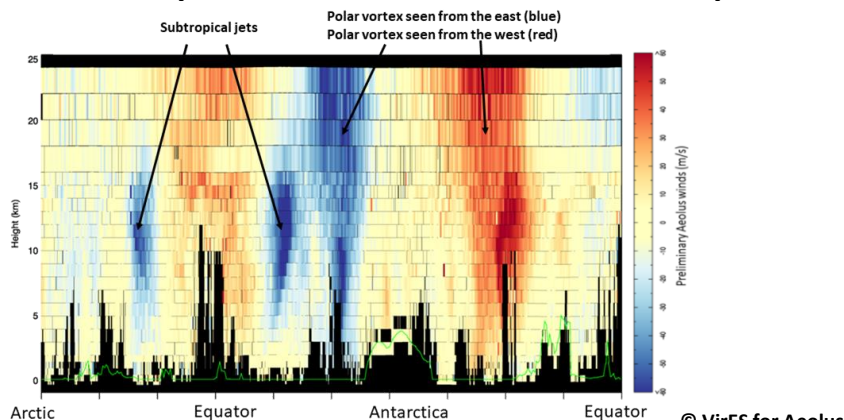 Subtropical jets
Polar vortex seen from the east (blue)
Polar vortex seen from the west (red)
25
20
15
10
5
0
Height (km)
Preliminary Aeolus winds (m/s)
Arctic
Equator
Antarctica
Equator
© VirES for Aeolus